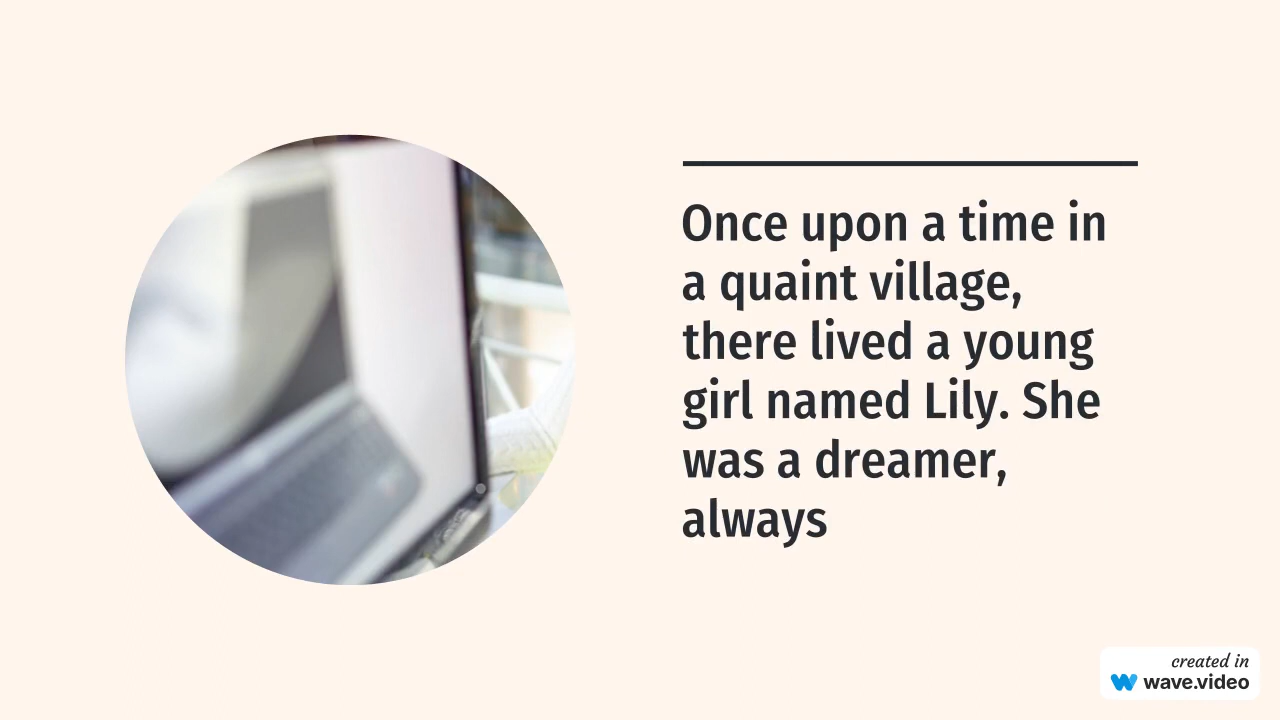 Once upon a time in
a quaint village,
there lived a young
girl named Lily. She
was a dreamer,
always
created in
wave.video